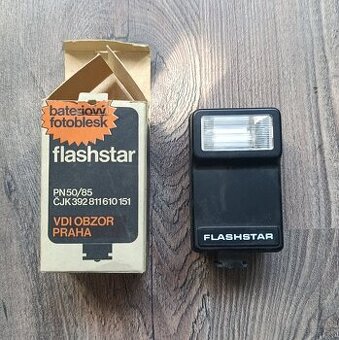 bateriový
fotoblesk
flashstar
PN 50/85
ČJK 392 811 610 151
VDI OBZOR
PRAHA
FLASHSTAR